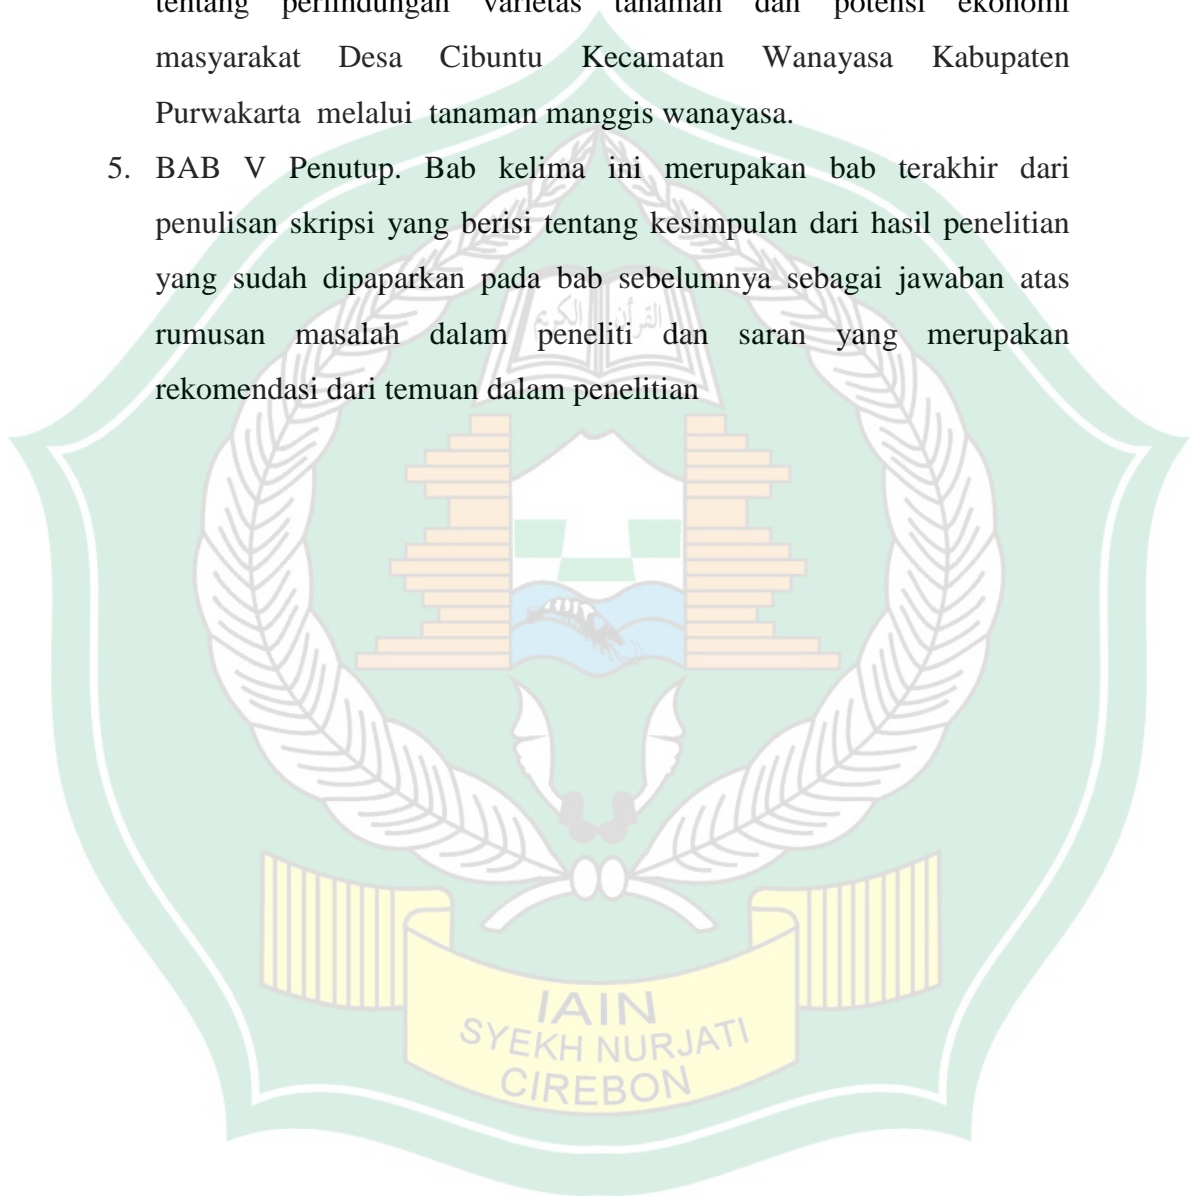 tentang perlindungan varietas tanaman dan potensi ekonomi
masyarakat Desa Cibuntu Kecamatan Wanayasa Kabupaten
Purwakarta melalui tanaman manggis wanayasa.
5. BAB V Penutup. Bab kelima ini merupakan bab terakhir dari
penulisan skripsi yang berisi tentang kesimpulan dari hasil penelitian
yang sudah dipaparkan pada bab sebelumnya sebagai jawaban atas
rumusan masalah dalam peneliti dan saran yang merupakan
rekomendasi dari temuan dalam penelitian
القرآن الكريم
IAIN
SYEKH NURJATI
CIREBON